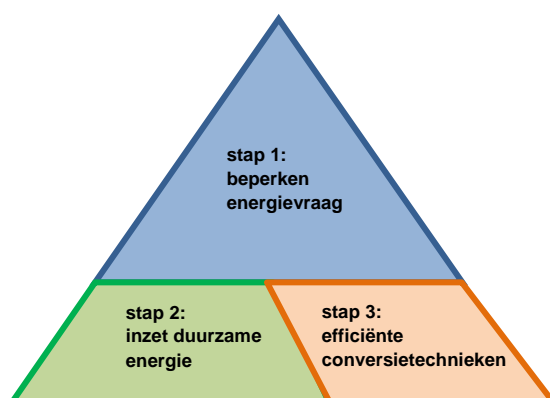 stap 1:
beperken
energievraag
stap 2:
inzet duurzame
energie
stap 3:
efficiënte
conversietechnieken